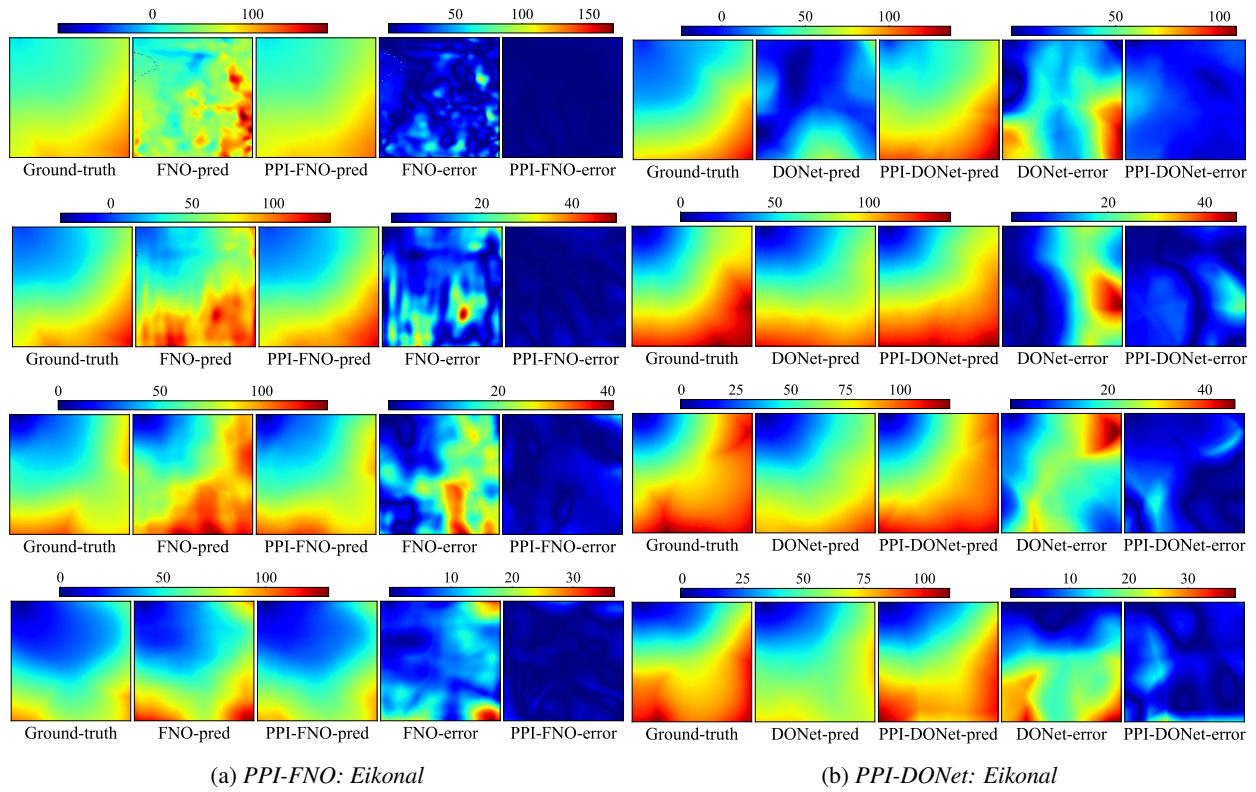 0 100 50 100 150
Ground-truth FNO-pred PPI-FNO-pred FNO-error PPI-FNO-error
0 50 100 20 40
Ground-truth FNO-pred PPI-FNO-pred FNO-error PPI-FNO-error
0 50 100 20 40
Ground-truth FNO-pred PPI-FNO-pred FNO-error PPI-FNO-error
0 50 100 10 20 30
Ground-truth FNO-pred PPI-FNO-pred FNO-error PPI-FNO-error
(a) PPI-FNO: Eikonal
0 50 100 50 100
Ground-truth DONet-pred PPI-DONet-pred DONet-error PPI-DONet-error
0 50 100 20 40
Ground-truth DONet-pred PPI-DONet-pred DONet-error PPI-DONet-error
0 25 50 75 100 20 40
Ground-truth DONet-pred PPI-DONet-pred DONet-error PPI-DONet-error
0 25 50 75 100 10 20 30
Ground-truth DONet-pred PPI-DONet-pred DONet-error PPI-DONet-error
(b) PPI-DONet: Eikonal